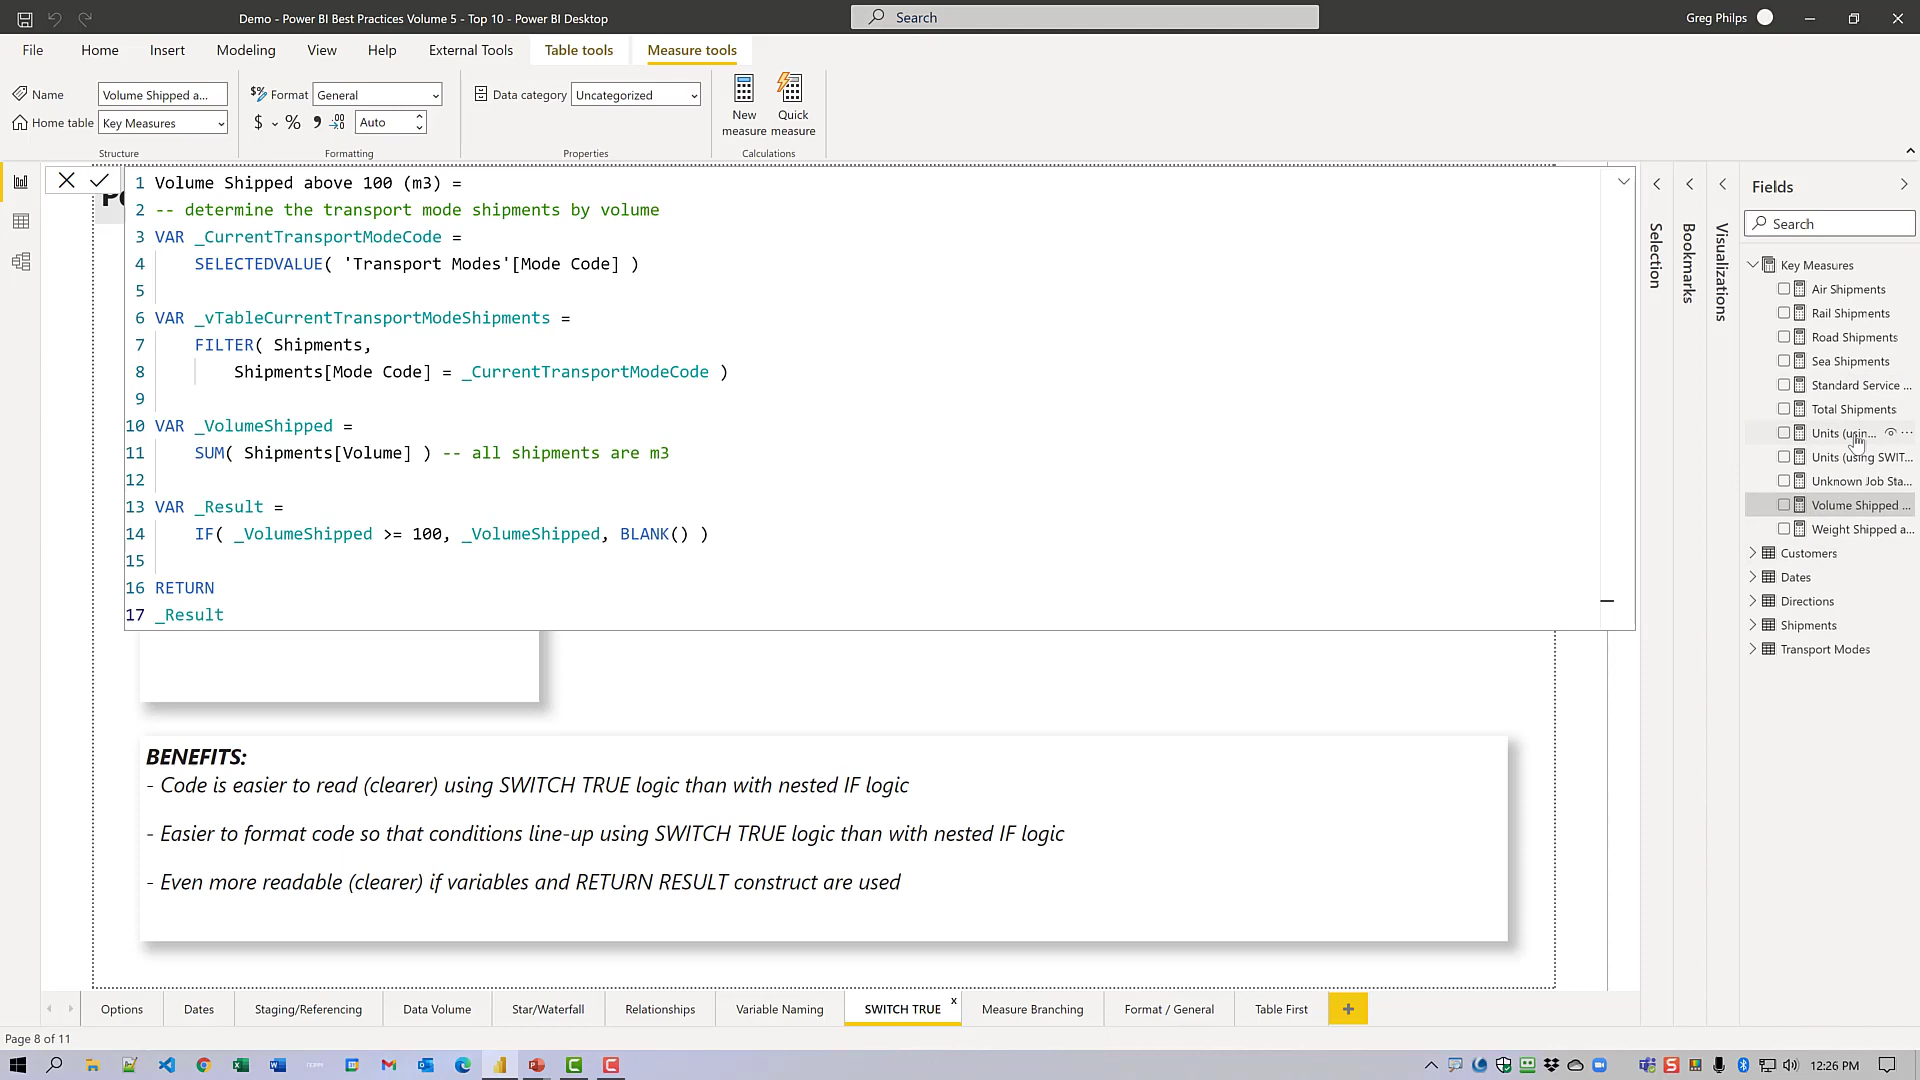 Demo - Power BI Best Practices Volume 5 - Top 10 - Power BI Desktop
Search
Greg Philps
File
Home
Insert
Modeling
View
Help
External Tools
Table tools
Measure tools
Name
Volume Shipped a...
Home table
Key Measures
Structure
Format
General
$ % Auto
Formatting
Data category
Uncategorized
Properties
New measure
Quick measure
Calculations
1 Volume Shipped above 100 (m3) =
2 -- determine the transport mode shipments by volume
3 VAR _CurrentTransportModeCode =
4 SELECTEDVALUE( 'Transport Modes'[Mode Code] )
5
6 VAR _vTableCurrentTransportModeShipments =
7 FILTER( Shipments,
8 Shipments[Mode Code] = _CurrentTransportModeCode )
9
10 VAR _VolumeShipped =
11 SUM( Shipments[Volume] ) -- all shipments are m3
12
13 VAR _Result =
14 IF( _VolumeShipped >= 100, _VolumeShipped, BLANK() )
15
16 RETURN
17 _Result
BENEFITS:
- Code is easier to read (clearer) using SWITCH TRUE logic than with nested IF logic
- Easier to format code so that conditions line-up using SWITCH TRUE logic than with nested IF logic
- Even more readable (clearer) if variables and RETURN RESULT construct are used
Selection
Bookmarks
Visualizations
Fields
Search
Key Measures
Air Shipments
Rail Shipments
Road Shipments
Sea Shipments
Standard Service ...
Total Shipments
Units (usin...
Units (using SWIT...
Unknown Job Sta...
Volume Shipped ...
Weight Shipped a...
Customers
Dates
Directions
Shipments
Transport Modes
Options
Dates
Staging/Referencing
Data Volume
Star/Waterfall
Relationships
Variable Naming
SWITCH TRUE
x
Measure Branching
Format / General
Table First
+
Page 8 of 11
12:26 PM